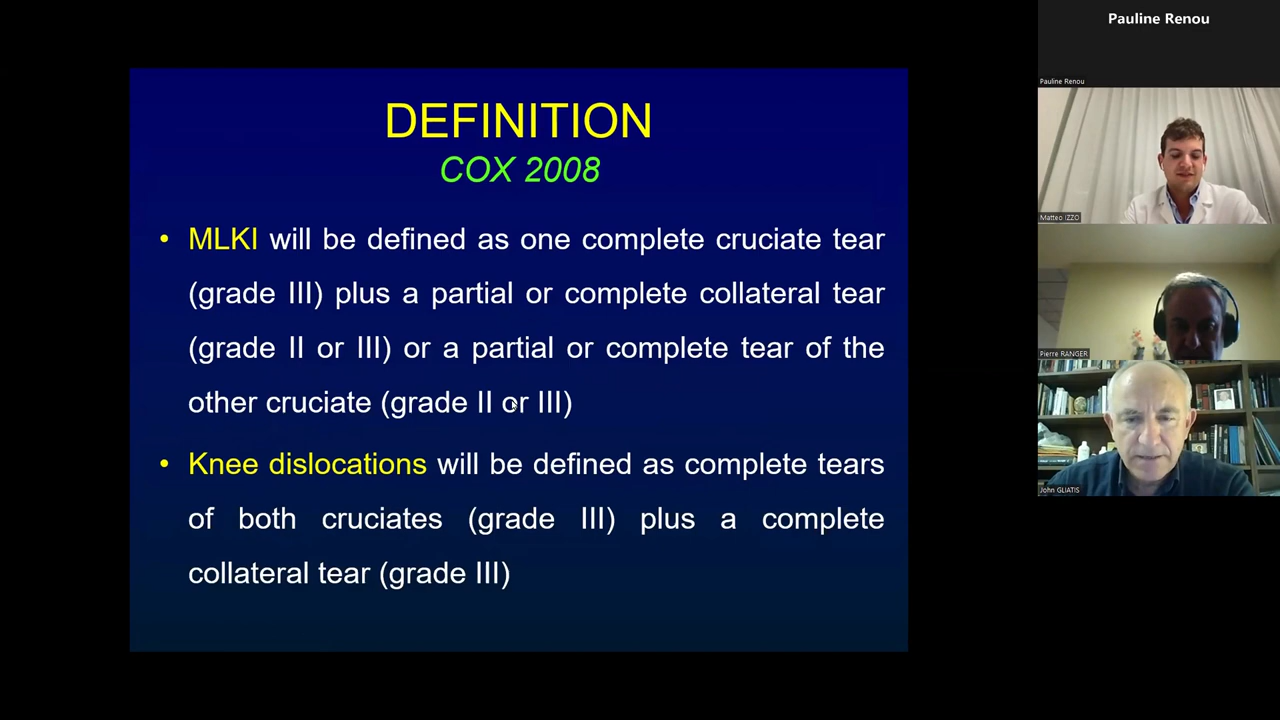 DEFINITION
COX 2008
• MLKI will be defined as one complete cruciate tear
(grade III) plus a partial or complete collateral tear
(grade II or III) or a partial or complete tear of the
other cruciate (grade II or III)
• Knee dislocations will be defined as complete tears
of both cruciates (grade III) plus a complete
collateral tear (grade III)
Pauline Renou
Pauline Renou
Matteo IZZO
Pierre RANGER
John GLIATIS